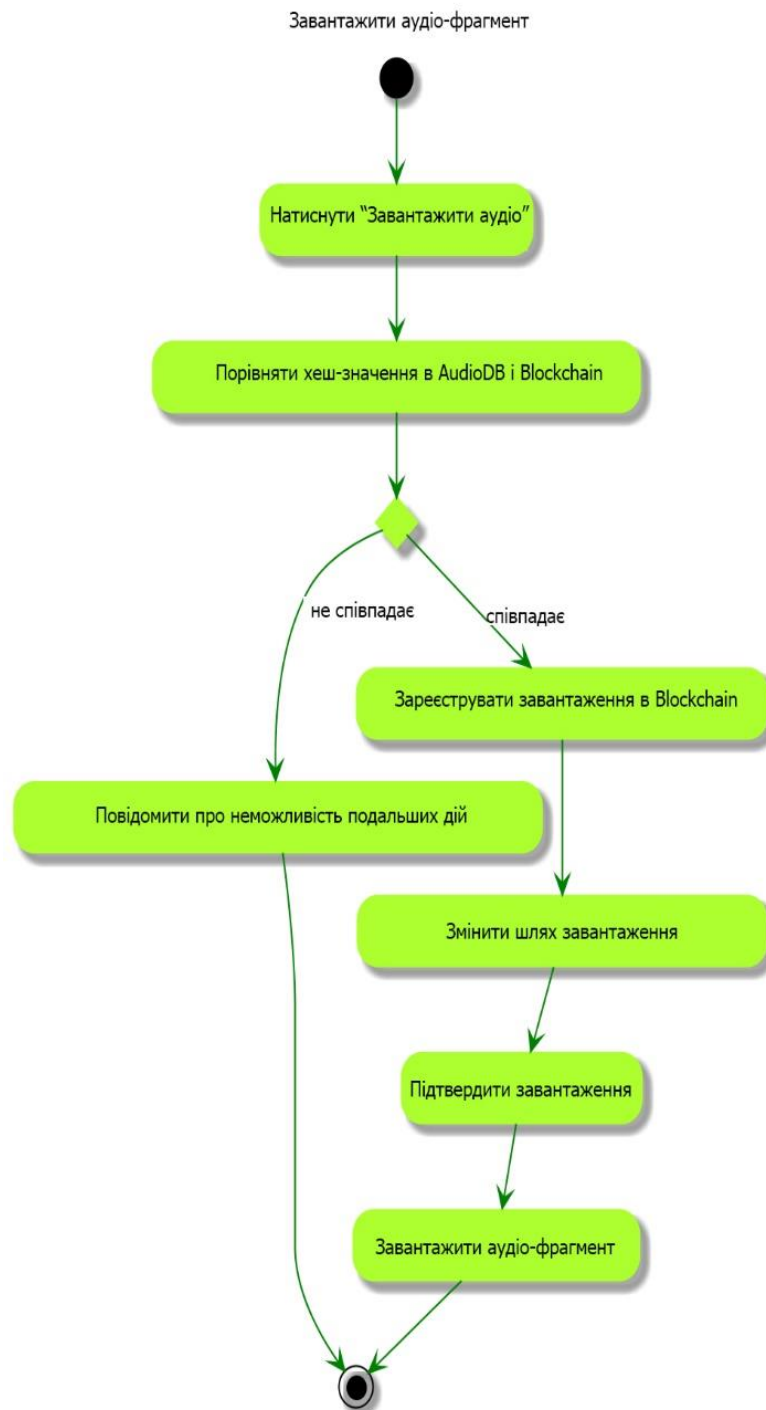 Завантажити аудіо-фрагмент
Натиснути “Завантажити аудіо”
Порівняти хеш-значення в AudioDB і Blockchain
не співпадає
співпадає
Зареєструвати завантаження в Blockchain
Повідомити про неможливість подальших дій
Змінити шлях завантаження
Підтвердити завантаження
Завантажити аудіо-фрагмент